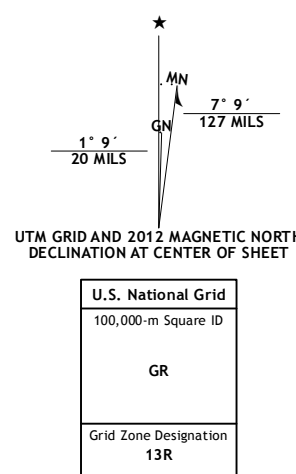 ★
MN
GN
7° 9´
127 MILS
1° 9´
20 MILS
UTM GRID AND 2012 MAGNETIC NORTH
DECLINATION AT CENTER OF SHEET
U.S. National Grid
100,000-m Square ID
GR
Grid Zone Designation
13R